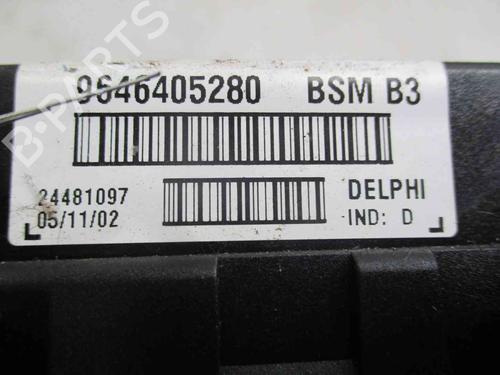 9646405280 BSM B3
24481097 DELPHI
05/11/02 IND: D
B-PARTS